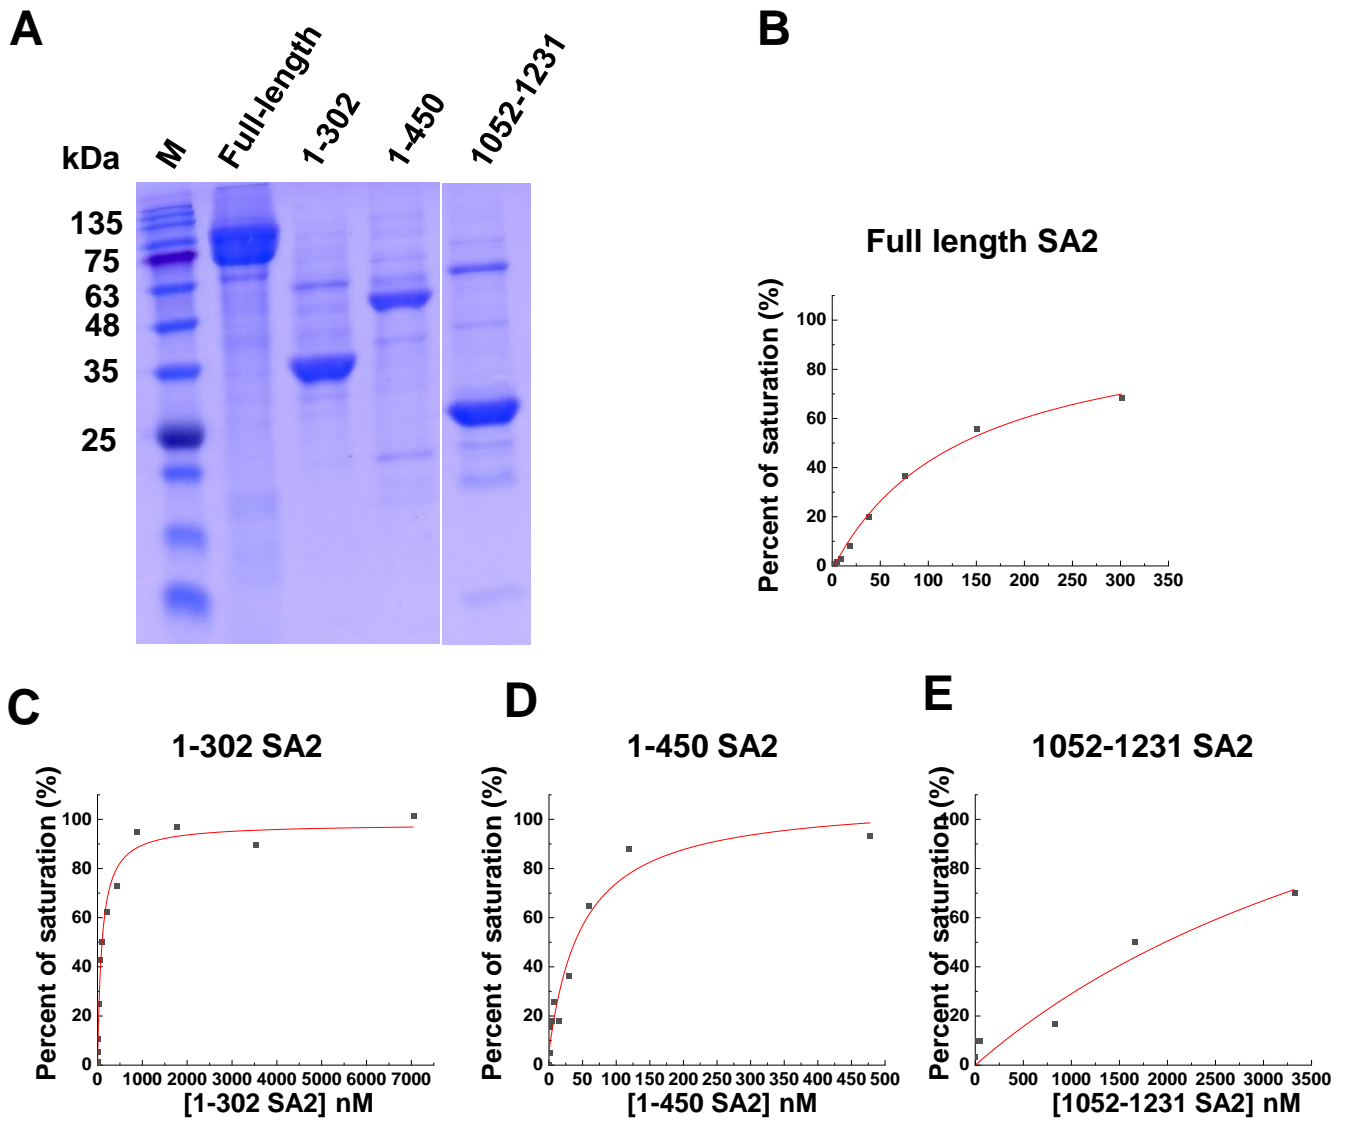 A
B
kDa
M
Full-length
1-302
1-450
1052-1231
135
75
63
48
35
25
Full length SA2
Percent of saturation (%)
100
80
60
40
20
0
0 50 100 150 200 250 300 350
C
D
E
1-302 SA2
Percent of saturation (%)
100
80
60
40
20
0
0 1000 2000 3000 4000 5000 6000 7000
[1-302 SA2] nM
1-450 SA2
Percent of saturation (%)
100
80
60
40
20
0
0 50 100 150 200 250 300 350 400 450 500
[1-450 SA2] nM
1052-1231 SA2
Percent of saturation (%)
100
80
60
40
20
0
0 500 1000 1500 2000 2500 3000 3500
[1052-1231 SA2] nM